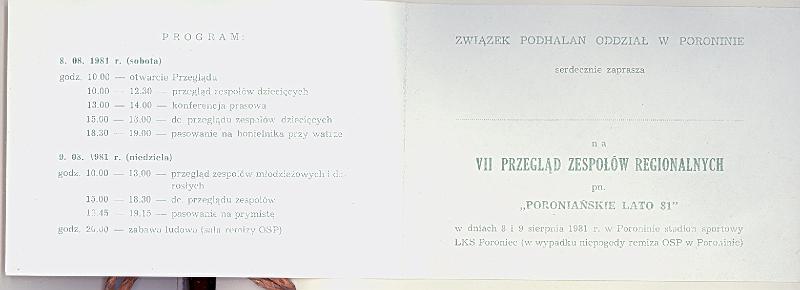 PROGRAM:
8. 08. 1981 r. (sobota)
godz. 10.00 — otwarcie Przeglądu
10.00 — 12.30 — przegląd zespołów dziecięcych
13.00 — 14.00 — konferencja prasowa
15.00 — 18.00 — dc. przeglądu zespołów dziecięcych
18.30 — 19.00 — pasowanie na honielnika przy watrze
9. 08. 1981 r. (niedziela)
godz. 10.00 — 13.00 — przegląd zespołów młodzieżowych i do-
rosłych
15.00 — 18.30 — dc. przeglądu zespołów
18.45 — 19.15 — pasowanie na prymistę
godz. 20.00 — zabawa ludowa (sala remizy OSP)
ZWIĄZEK PODHALAN ODDZIAŁ W PORONINIE
serdecznie zaprasza
na
VII PRZEGLĄD ZESPOŁÓW REGIONALNYCH
pn.
„PORONIAŃSKIE LATO 81”
w dniach 8 i 9 sierpnia 1981 r. w Poroninie stadion sportowy
LKS Poroniec (w wypadku niepogody remiza OSP w Poroninie)